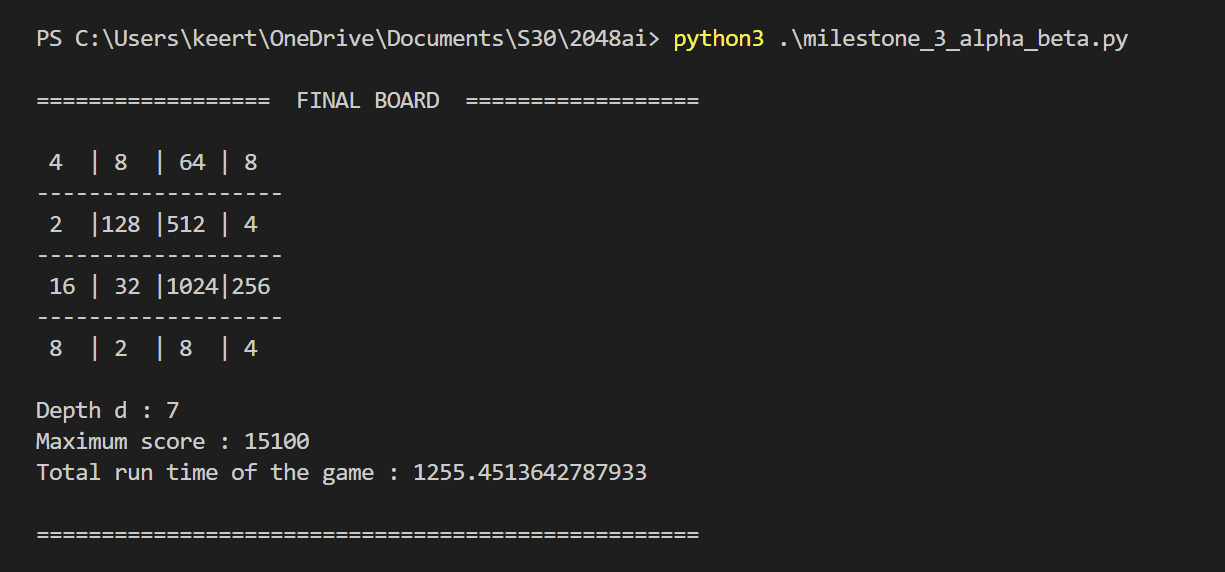 PS C:\Users\keert\OneDrive\Documents\S30\2048ai> python3 .\milestone_3_alpha_beta.py
==================  FINAL BOARD  ==================
4  | 8  | 64 | 8
-------------------
2  |128 |512 | 4
-------------------
16 | 32 |1024|256
-------------------
8  | 2  | 8  | 4
Depth d : 7
Maximum score : 15100
Total run time of the game : 1255.4513642787933
===================================================